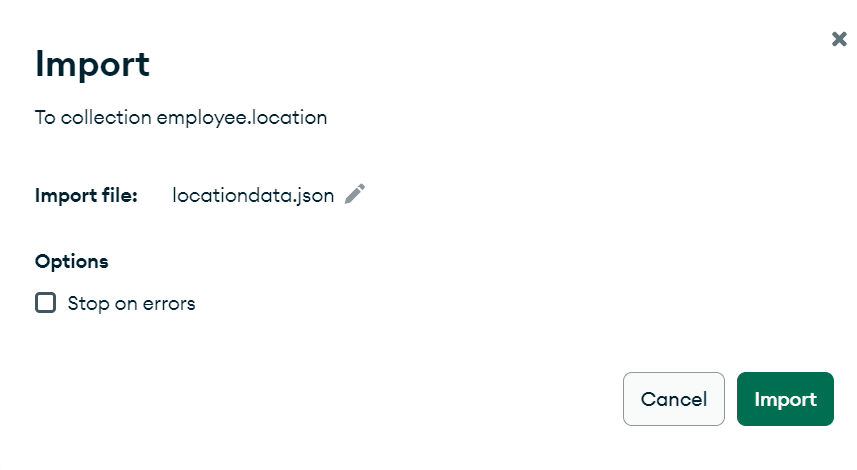 Import
To collection employee.location
Import file: locationdata.json
Options
Stop on errors
Cancel Import